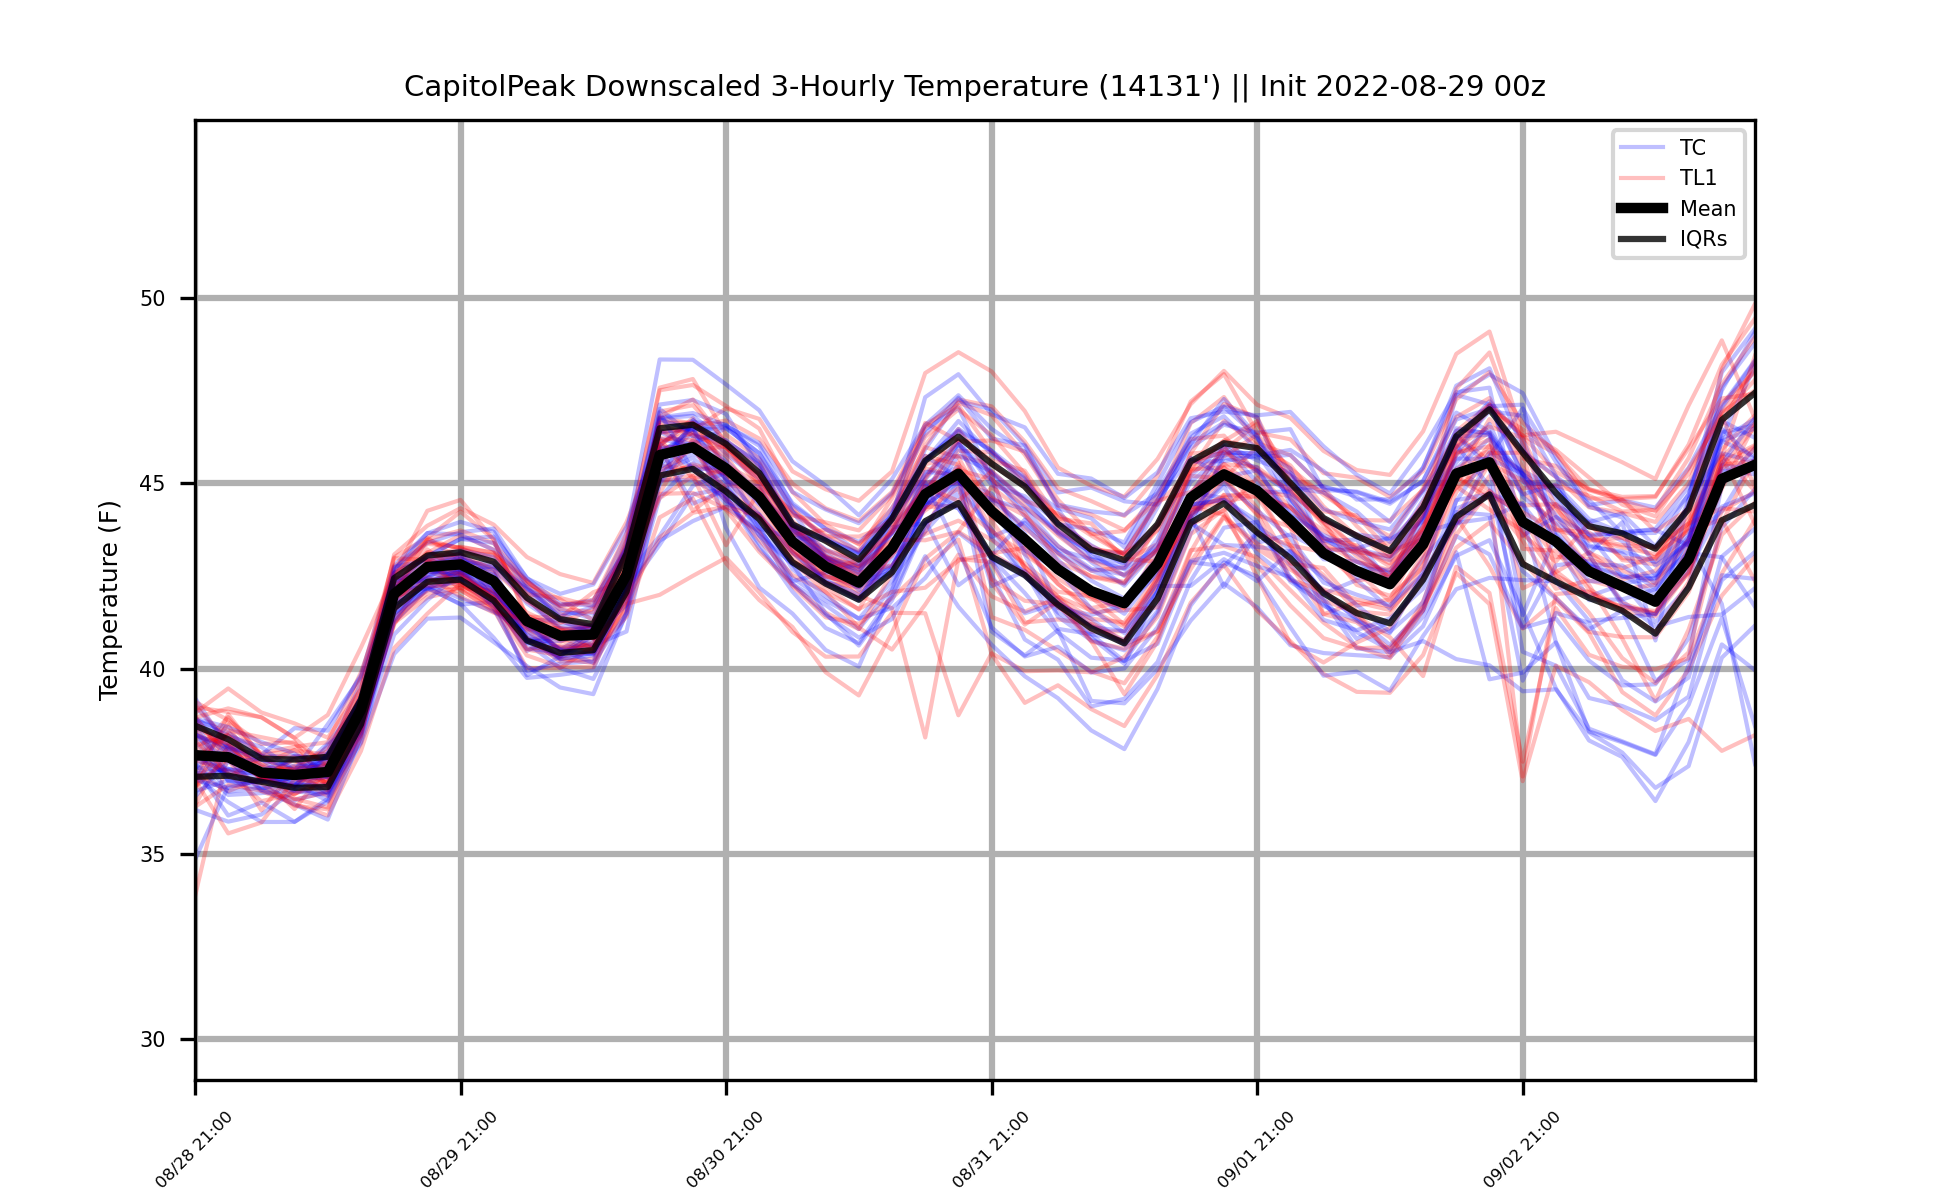 CapitolPeak Downscaled 3-Hourly Temperature (14131') || Init 2022-08-29 00z
TC
TL1
Mean
IQRs
Temperature (F)
50
45
40
35
30
08/28 21:00
08/29 21:00
08/30 21:00
08/31 21:00
09/01 21:00
09/02 21:00